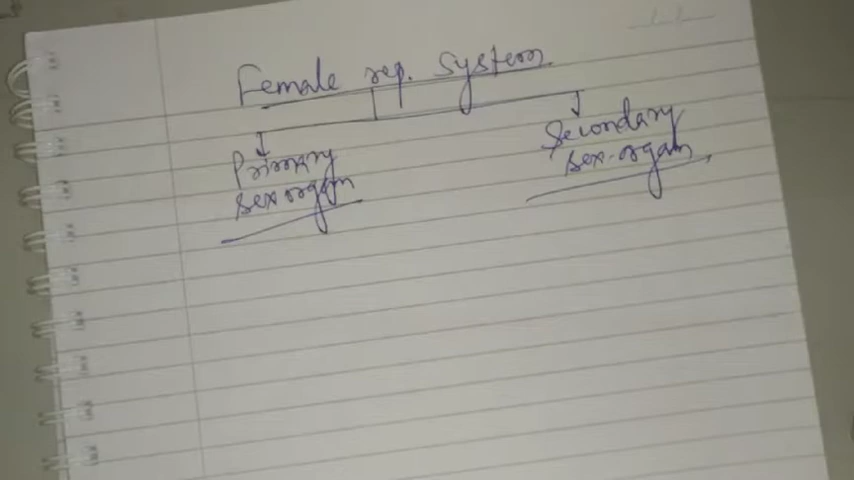 Female rep. System
Primary
sex organ
Secondary
sex-organ